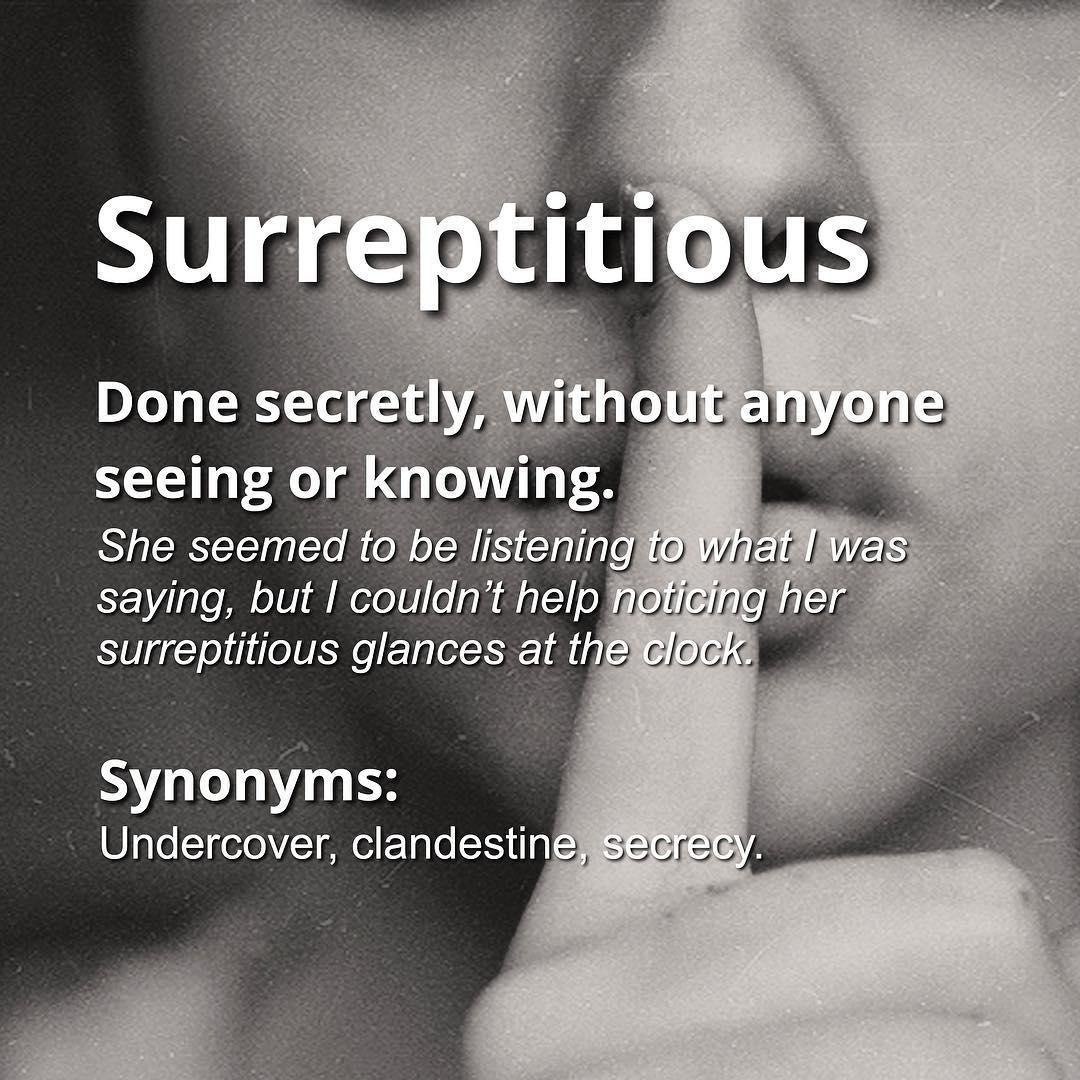 Surreptitious
Done secretly, without anyone
seeing or knowing.
She seemed to be listening to what I was
saying, but I couldn’t help noticing her
surreptitious glances at the clock.
Synonyms:
Undercover, clandestine, secrecy.